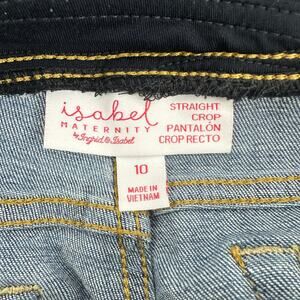 isabel
MATERNITY
by Ingrid & Isabel
STRAIGHT
CROP
PANTALÓN
CROP RECTO
10
MADE IN
VIETNAM